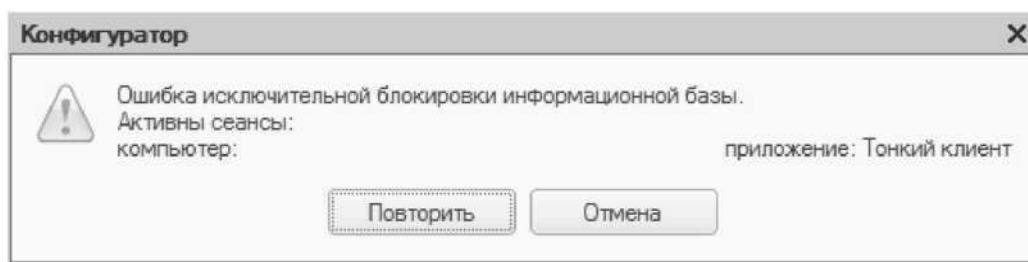 Конфигуратор
Ошибка исключительной блокировки информационной базы.
Активны сеансы:
компьютер: приложение: Тонкий клиент
Повторить Отмена